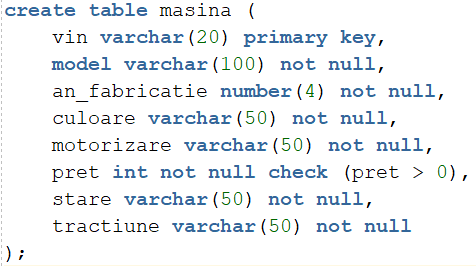 create table masina (
    vin varchar(20) primary key,
    model varchar(100) not null,
    an_fabricatie number(4) not null,
    culoare varchar(50) not null,
    motorizare varchar(50) not null,
    pret int not null check (pret > 0),
    stare varchar(50) not null,
    tractiune varchar(50) not null
);